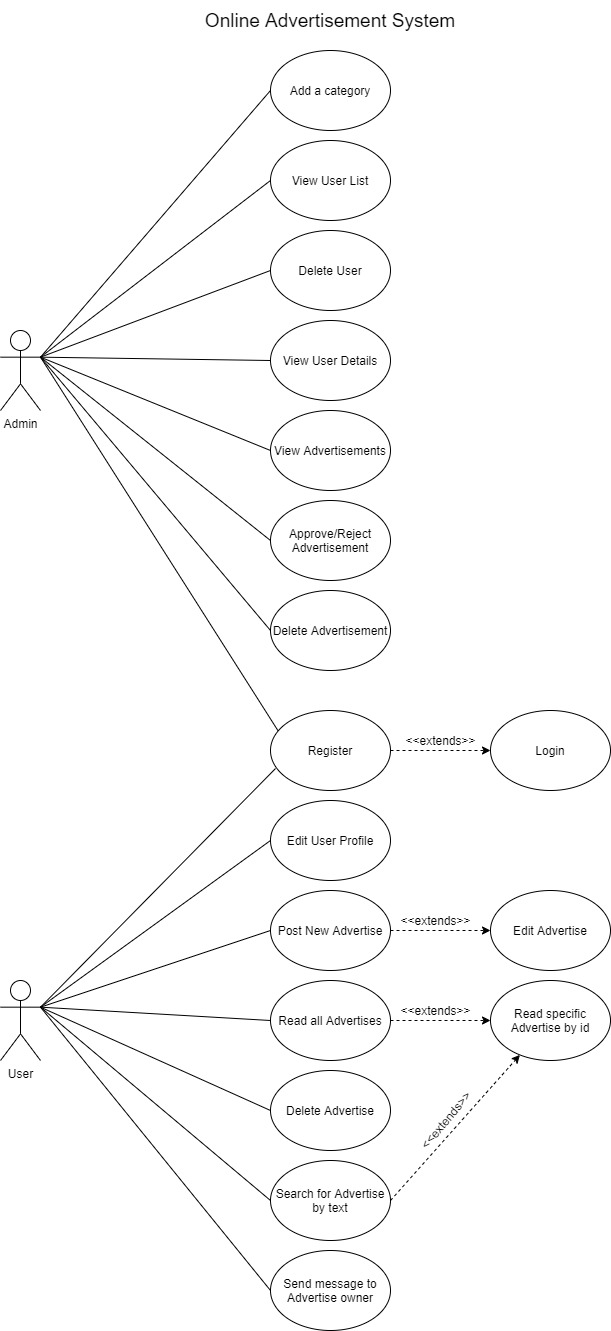 Online Advertisement System
Add a category
View User List
Delete User
View User Details
Admin
View Advertisements
Approve/Reject
Advertisement
Delete Advertisement
Register
<<extends>>
Login
Edit User Profile
Post New Advertise
<<extends>>
Edit Advertise
User
Read all Advertises
<<extends>>
Read specific
Advertise by id
Delete Advertise
<<extends>>
Search for Advertise
by text
Send message to
Advertise owner